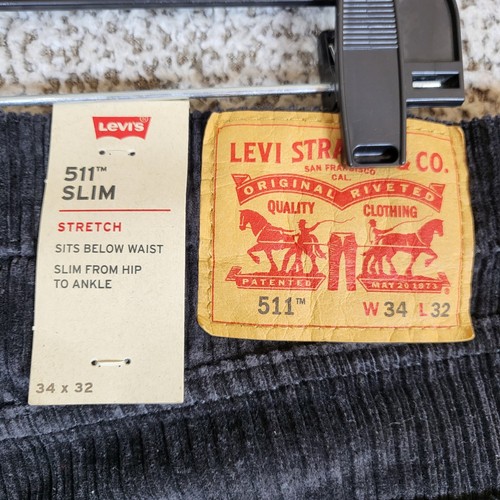 Levi's
511™
SLIM
STRETCH
SITS BELOW WAIST
SLIM FROM HIP
TO ANKLE
34 x 32
LEVI STRA & CO.
SAN FRANCISCO
CAL.
ORIGINAL RIVETED
QUALITY CLOTHING
PATENTED MAY 20 1873
511™ W 34 L 32